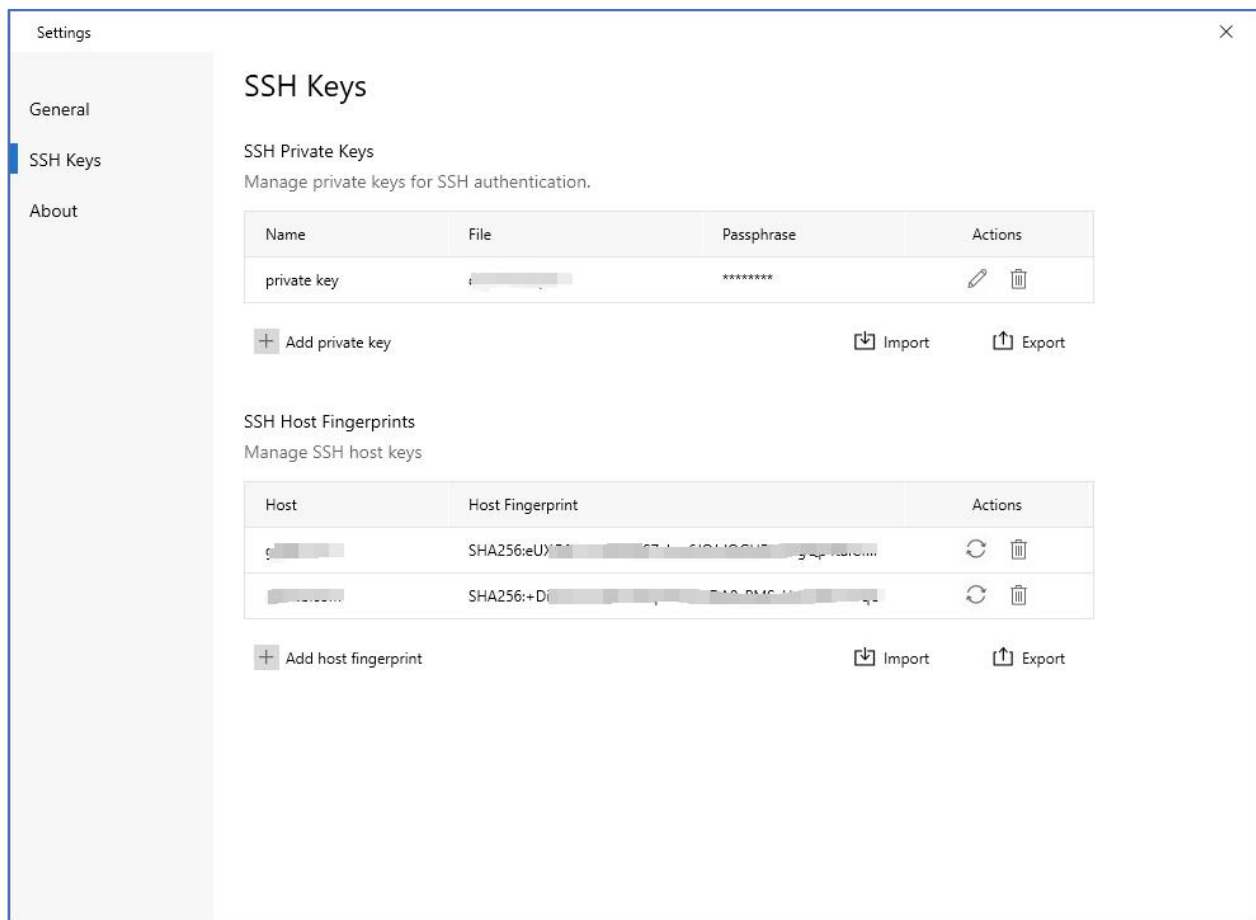 Settings
General
SSH Keys
About
SSH Keys
SSH Private Keys
Manage private keys for SSH authentication.
Name File Passphrase Actions
private key ********
Add private key Import Export
SSH Host Fingerprints
Manage SSH host keys
Host Host Fingerprint Actions
Add host fingerprint Import Export